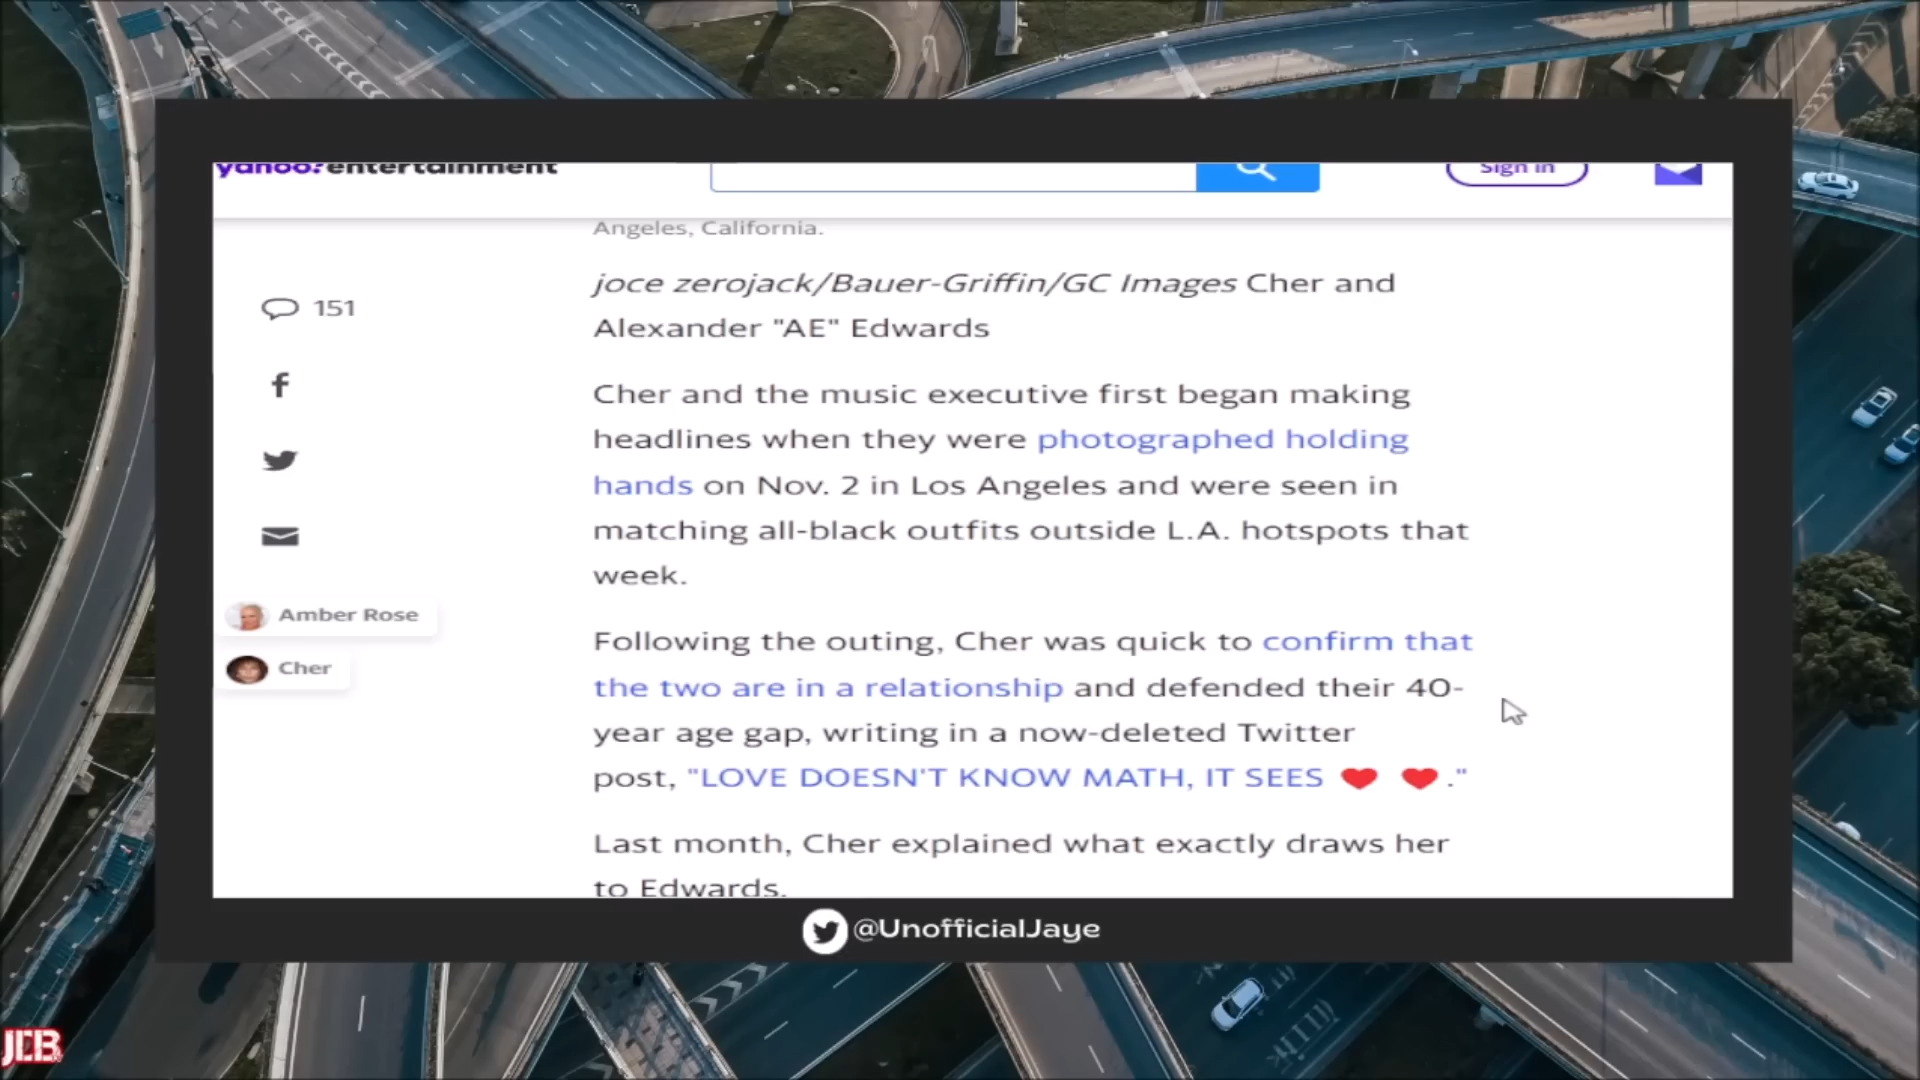 yahoo! entertainment
Sign in
Angeles, California.
joce zerojack/Bauer-Griffin/GC Images Cher and
Alexander "AE" Edwards
151
Cher and the music executive first began making
headlines when they were photographed holding
hands on Nov. 2 in Los Angeles and were seen in
matching all-black outfits outside L.A. hotspots that
week.
Amber Rose
Cher
Following the outing, Cher was quick to confirm that
the two are in a relationship and defended their 40-
year age gap, writing in a now-deleted Twitter
post, "LOVE DOESN'T KNOW MATH, IT SEES ❤️ ❤️."
Last month, Cher explained what exactly draws her
to Edwards.
@UnofficialJaye
JEB